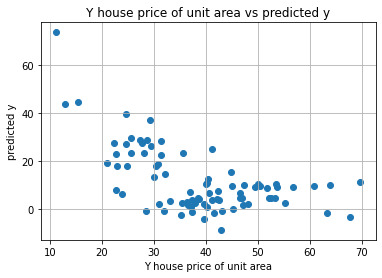 Y house price of unit area vs predicted y
predicted y
60
40
20
0
10 20 30 40 50 60 70
Y house price of unit area